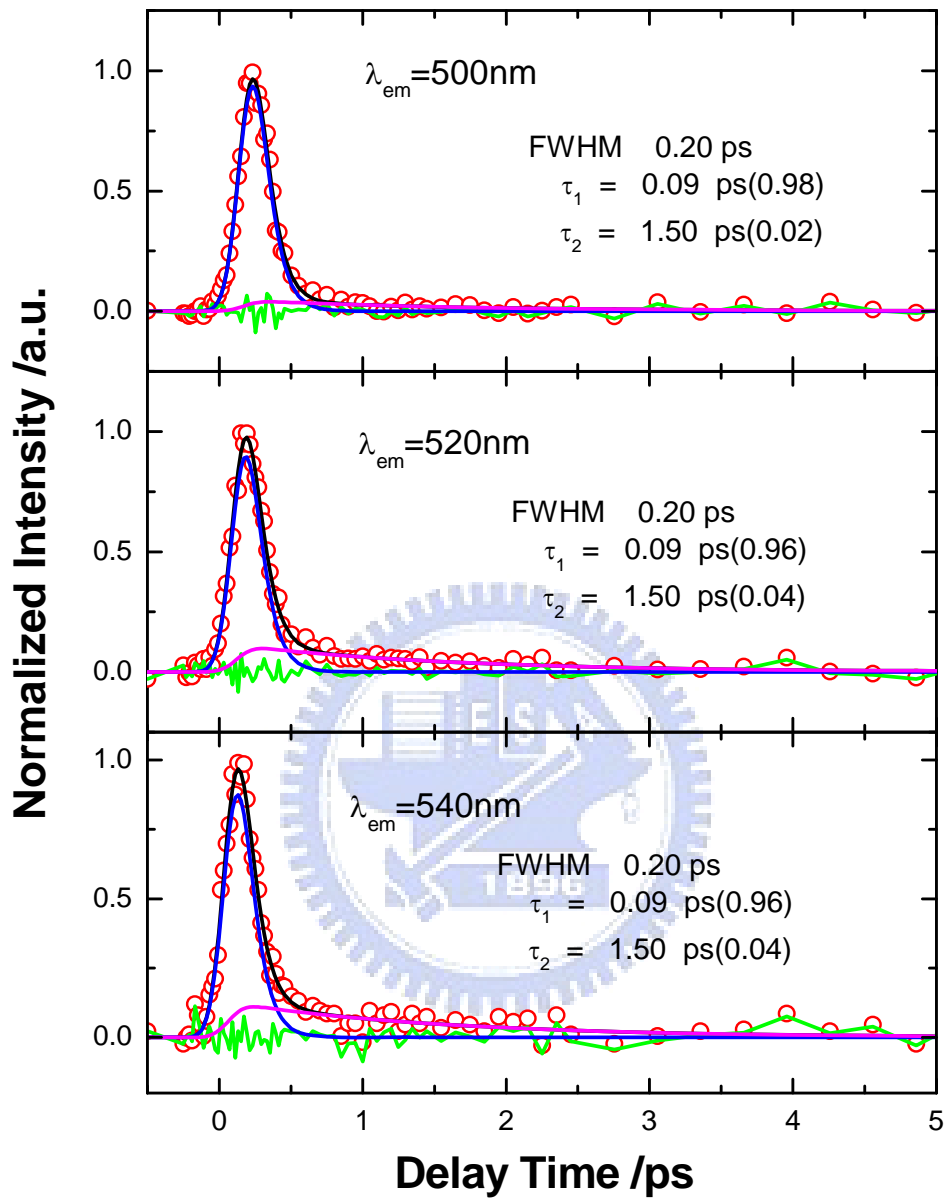 Normalized Intensity /a.u.
1.0
0.5
0.0
λem=500nm
FWHM 0.20 ps
τ1 = 0.09 ps(0.98)
τ2 = 1.50 ps(0.02)
1.0
0.5
0.0
λem=520nm
FWHM 0.20 ps
τ1 = 0.09 ps(0.96)
τ2 = 1.50 ps(0.04)
1.0
0.5
0.0
λem=540nm
FWHM 0.20 ps
τ1 = 0.09 ps(0.96)
τ2 = 1.50 ps(0.04)
E S
1896
0 1 2 3 4 5
Delay Time /ps